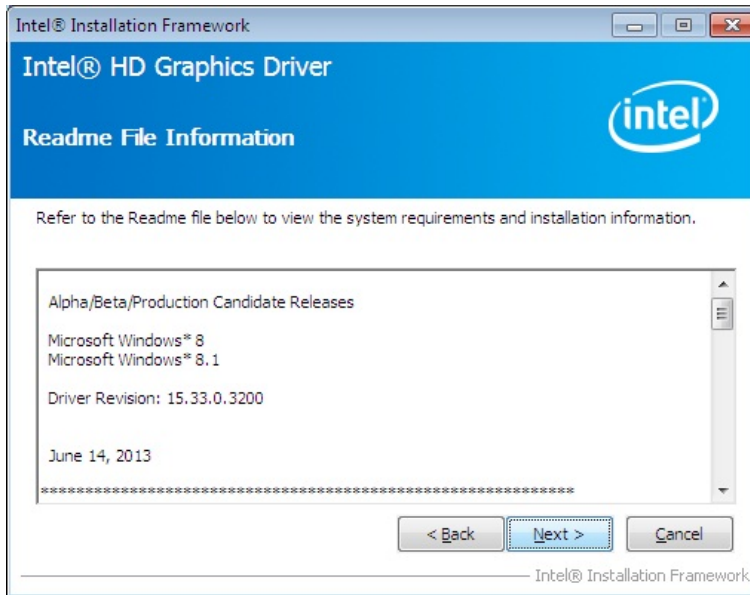 Intel® Installation Framework
Intel® HD Graphics Driver
intel
Readme File Information
Refer to the Readme file below to view the system requirements and installation information.
Alpha/Beta/Production Candidate Releases
Microsoft Windows* 8
Microsoft Windows* 8.1
Driver Revision: 15.33.0.3200
June 14, 2013
************************************************************
< Back
Next >
Cancel
Intel® Installation Framework